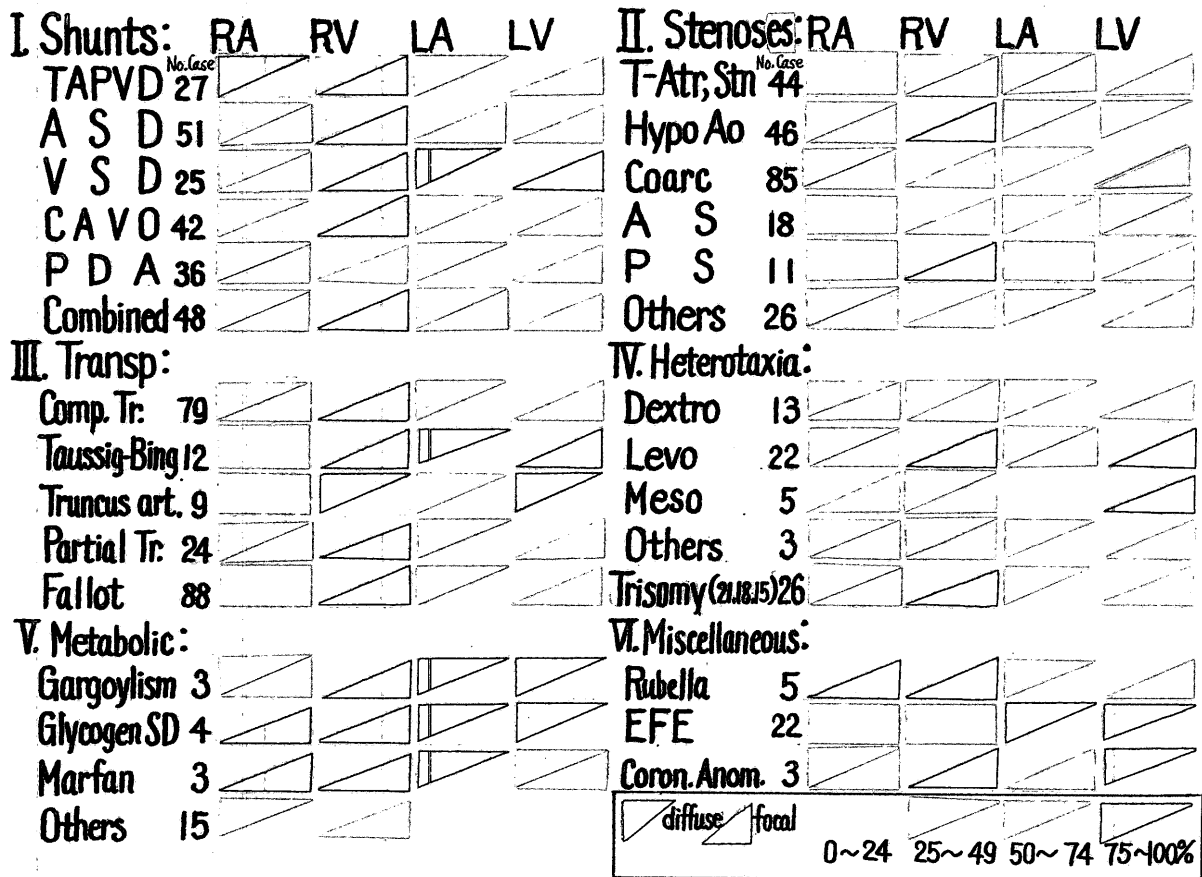 I. Shunts: RA RV LA LV
No. Case
TAPVD 27
A S D 51
V S D 25
C A V O 42
P D A 36
Combined 48
II. Stenoses: RA RV LA LV
No. Case
T-Atr, Stn 44
Hypo Ao 46
Coarc 85
A S 18
P S 11
Others 26
III. Transp:
Comp. Tr. 79
Taussig-Bing 12
Truncus art. 9
Partial Tr. 24
Fallot 88
IV. Heterotaxia:
Dextro 13
Levo 22
Meso 5
Others 3
Trisomy (21.18.15) 26
V. Metabolic:
Gargoylism 3
Glycogen SD 4
Marfan 3
Others 15
VI. Miscellaneous:
Rubella 5
EFE 22
Coron. Anom. 3
diffuse focal
0~24 25~49 50~74 75~100%